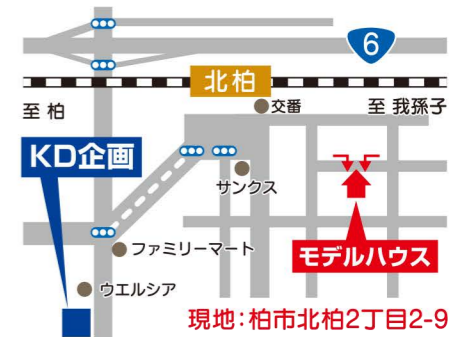 6
北柏
至 柏
交番
至 我孫子
KD企画
サンクス
ファミリーマート
モデルハウス
ウエルシア
現地:柏市北柏2丁目2-9